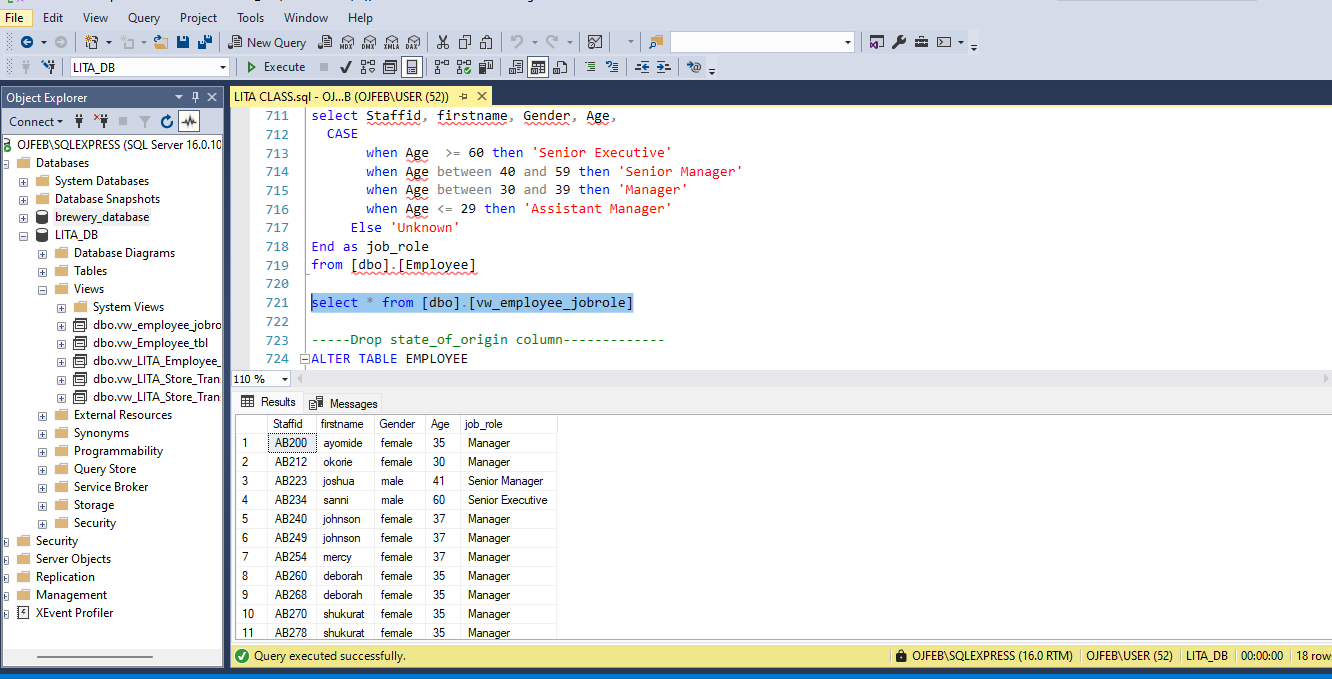 File Edit View Query Project Tools Window Help
New Query MDX DMX XMLA DAX
LITA_DB Execute
Object Explorer
Connect
OJFEB\SQLEXPRESS (SQL Server 16.0.10
Databases
System Databases
Database Snapshots
brewery_database
LITA_DB
Database Diagrams
Tables
Views
System Views
dbo.vw_employee_jobro
dbo.vw_Employee_tbl
dbo.vw_LITA_Employee_
dbo.vw_LITA_Store_Tran
dbo.vw_LITA_Store_Tran
External Resources
Synonyms
Programmability
Query Store
Service Broker
Storage
Security
Security
Server Objects
Replication
Management
XEvent Profiler
LITA CLASS.sql - OJ...B (OJFEB\USER (52))
711 select Staffid, firstname, Gender, Age,
712 CASE
713 when Age >= 60 then 'Senior Executive'
714 when Age between 40 and 59 then 'Senior Manager'
715 when Age between 30 and 39 then 'Manager'
716 when Age <= 29 then 'Assistant Manager'
717 Else 'Unknown'
718 End as job_role
719 from [dbo].[Employee]
720
721 select * from [dbo].[vw_employee_jobrole]
722
723 -----Drop state_of_origin column-------------
724 ALTER TABLE EMPLOYEE
110 %
Results Messages
Staffid firstname Gender Age job_role
1 AB200 ayomide female 35 Manager
2 AB212 okorie female 30 Manager
3 AB223 joshua male 41 Senior Manager
4 AB234 sanni male 60 Senior Executive
5 AB240 johnson female 37 Manager
6 AB249 johnson female 37 Manager
7 AB254 mercy female 37 Manager
8 AB260 deborah female 35 Manager
9 AB268 deborah female 35 Manager
10 AB270 shukurat female 35 Manager
11 AB278 shukurat female 35 Manager
Query executed successfully. OJFEB\SQLEXPRESS (16.0 RTM) OJFEB\USER (52) LITA_DB 00:00:00 18 rows